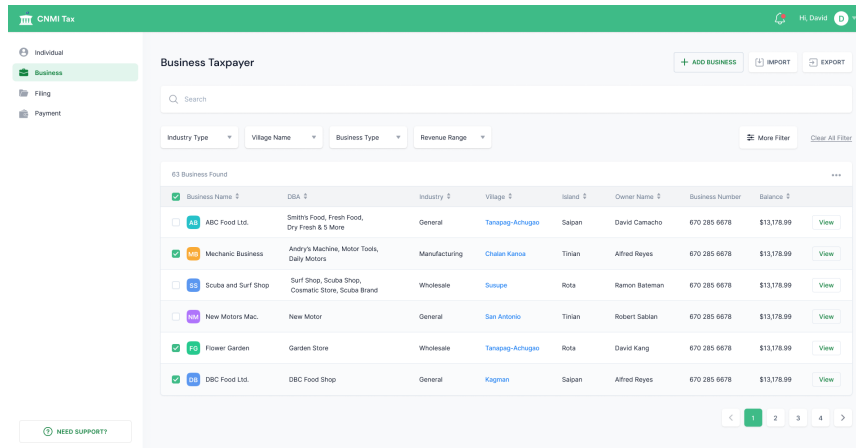 CNMI Tax
Hi, David D
Individual
Business
Filing
Payment
NEED SUPPORT?
Business Taxpayer
ADD BUSINESS IMPORT EXPORT
Search
Industry Type Village Name Business Type Revenue Range More Filter Clear All Filter
63 Business Found
Business Name DBA Industry Village Island Owner Name Business Number Balance
AB ABC Food Ltd. Smith's Food, Fresh Food, General Tanapag-Achugao Saipan David Camacho 670 285 6678 $13,178.99 View
Dry Fresh & 5 More
MB Mechanic Business Andry's Machine, Motor Tools, Manufacturing Chalan Kanoa Tinian Alfred Reyes 670 285 6678 $13,178.99 View
Daily Motors
SS Scuba and Surf Shop Surf Shop, Scuba Shop, Wholesale Susupe Rota Ramon Bateman 670 285 6678 $13,178.99 View
Cosmatic Store, Scuba Brand
NM New Motors Mac. New Motor General San Antonio Tinian Robert Sablan 670 285 6678 $13,178.99 View
FG Flower Garden Garden Store Wholesale Tanapag-Achugao Rota David Kang 670 285 6678 $13,178.99 View
DB DBC Food Ltd. DBC Food Shop General Kagman Saipan Alfred Reyes 670 285 6678 $13,178.99 View
1 2 3 4